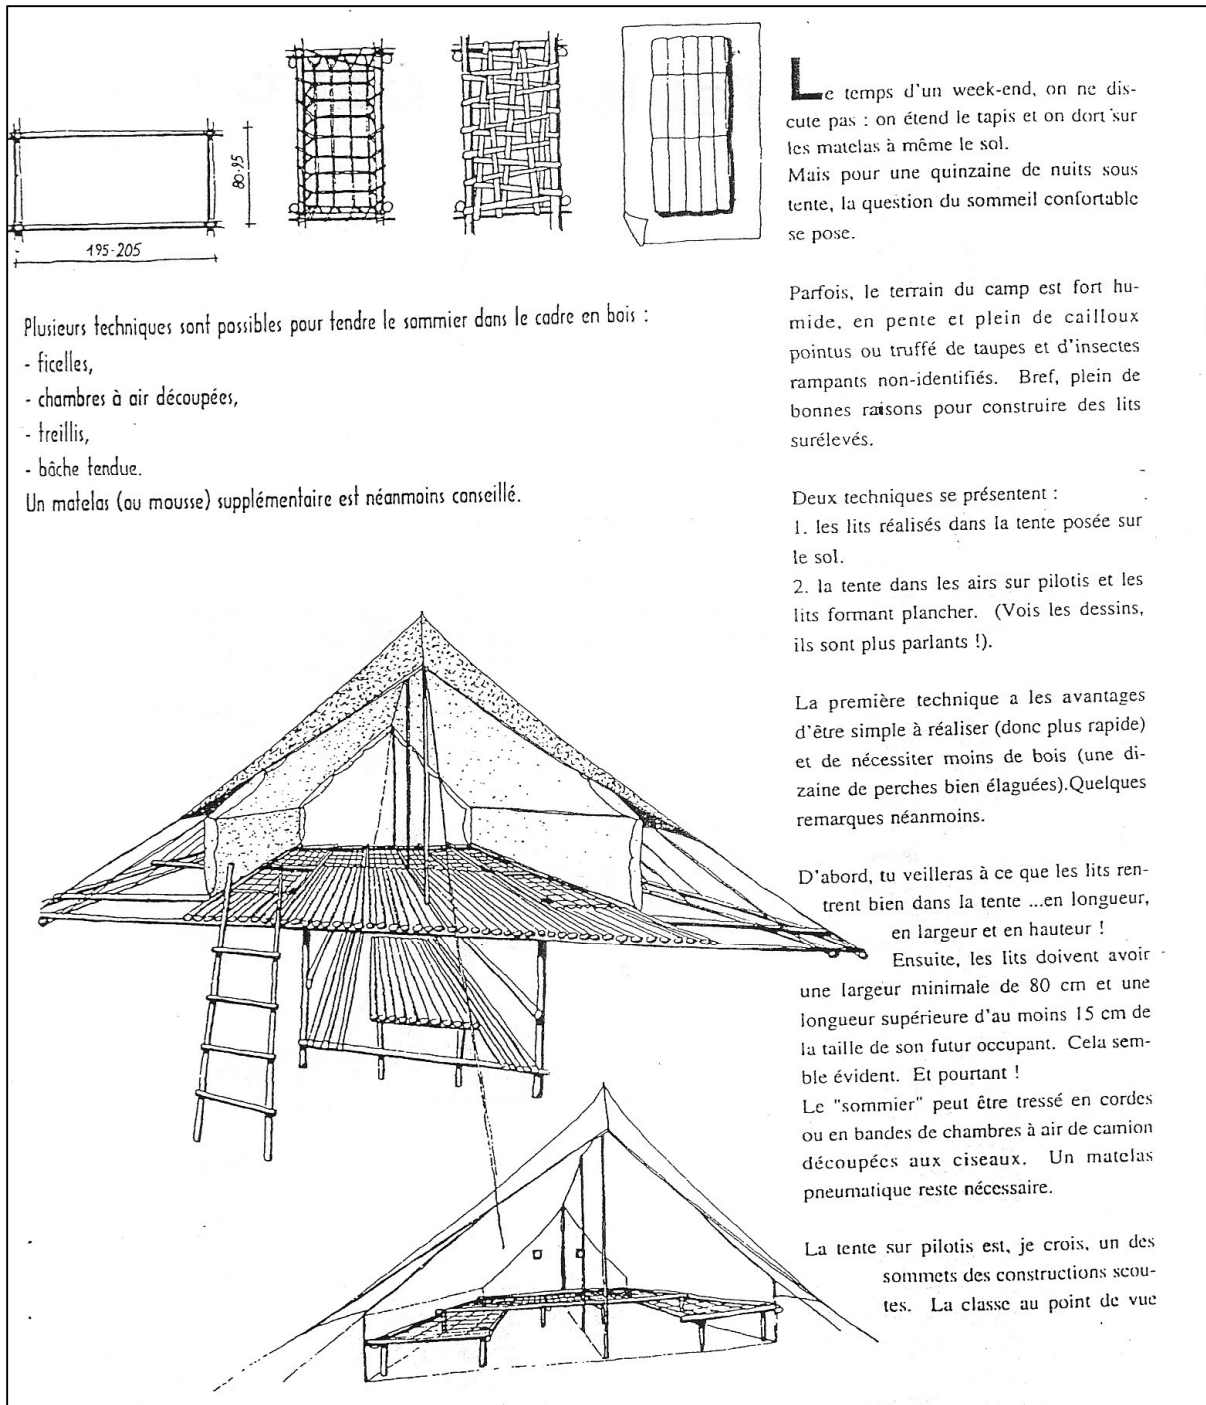 80-95
195-205
Plusieurs techniques sont possibles pour tendre le sommier dans le cadre en bois :
- ficelles,
- chambres à air découpées,
- treillis,
- bâche tendue.
Un matelas (ou mousse) supplémentaire est néanmoins conseillé.
Le temps d'un week-end, on ne dis-
cute pas : on étend le tapis et on dort sur
les matelas à même le sol.
Mais pour une quinzaine de nuits sous
tente, la question du sommeil confortable
se pose.
Parfois, le terrain du camp est fort hu-
mide, en pente et plein de cailloux
pointus ou truffé de taupes et d'insectes
rampants non-identifiés. Bref, plein de
bonnes raisons pour construire des lits
surélevés.
Deux techniques se présentent :
1. les lits réalisés dans la tente posée sur
le sol.
2. la tente dans les airs sur pilotis et les
lits formant plancher. (Vois les dessins,
ils sont plus parlants !).
La première technique a les avantages
d'être simple à réaliser (donc plus rapide)
et de nécessiter moins de bois (une di-
zaine de perches bien élaguées).Quelques
remarques néanmoins.
D'abord, tu veilleras à ce que les lits ren-
trent bien dans la tente ...en longueur,
en largeur et en hauteur !
Ensuite, les lits doivent avoir
une largeur minimale de 80 cm et une
longueur supérieure d'au moins 15 cm de
la taille de son futur occupant. Cela sem-
ble évident. Et pourtant !
Le "sommier" peut être tressé en cordes
ou en bandes de chambres à air de camion
découpées aux ciseaux. Un matelas
pneumatique reste nécessaire.
La tente sur pilotis est, je crois, un des
sommets des constructions scou-
tes. La classe au point de vue